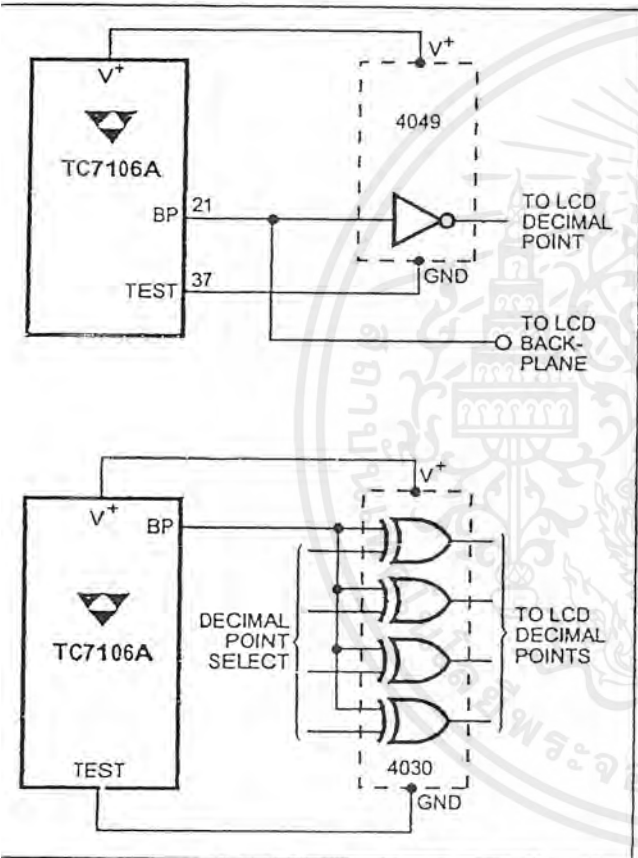 V+
V+
4049
TC7106A
BP 21
TO LCD
DECIMAL
POINT
TEST 37
GND
TO LCD
BACK-
PLANE
V+
V+
BP
DECIMAL
POINT
SELECT
TO LCD
DECIMAL
POINTS
TC7106A
4030
TEST
GND